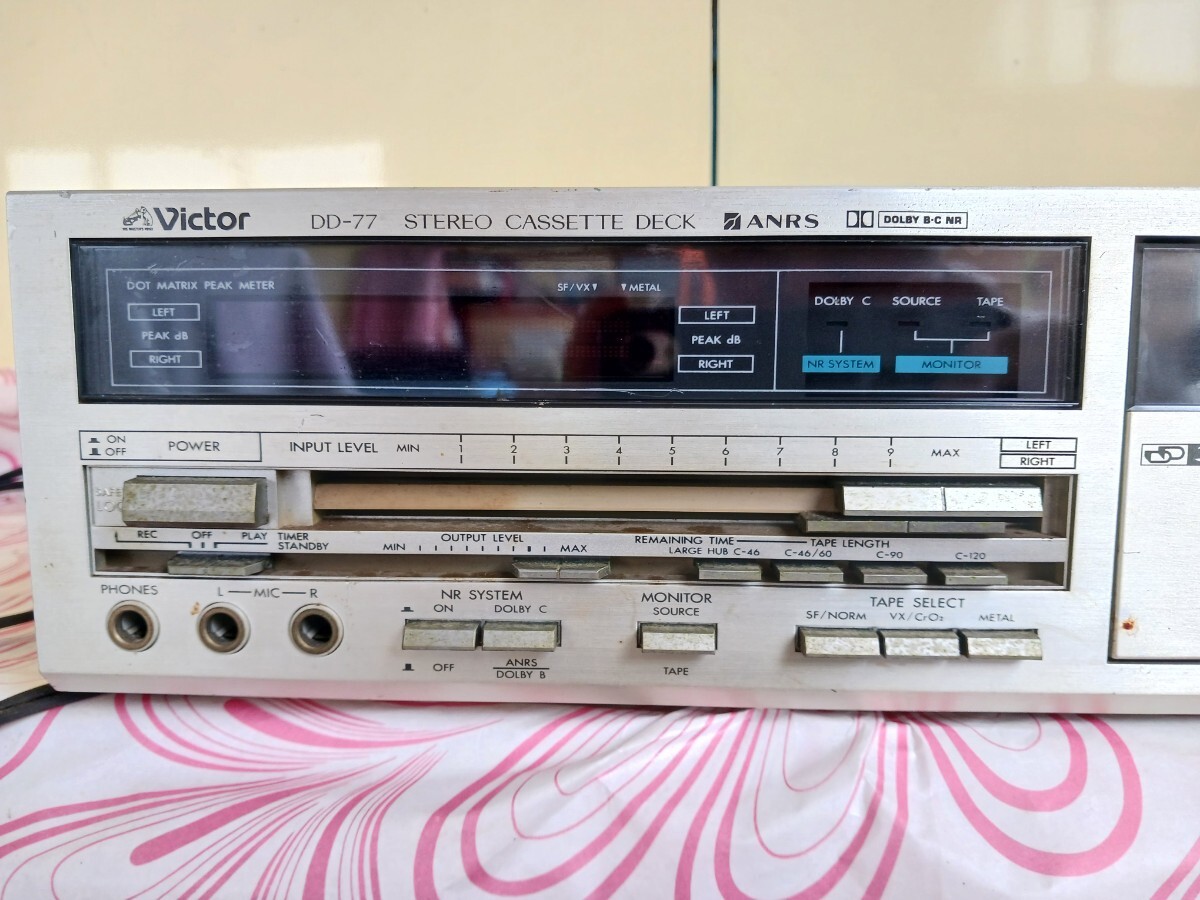 Victor DD-77 STEREO CASSETTE DECK ANRS DOLBY B·C NR
DOT MATRIX PEAK METER
SF/VX▼ ▼METAL
LEFT
PEAK dB
RIGHT
LEFT
PEAK dB
RIGHT
DOLBY C SOURCE TAPE
NR SYSTEM MONITOR
ON
OFF
POWER
INPUT LEVEL MIN 1 2 3 4 5 6 7 8 9 MAX
LEFT
RIGHT
REC OFF PLAY TIMER
STANDBY
OUTPUT LEVEL
MIN MAX
REMAINING TIME TAPE LENGTH
LARGE HUB C-46 C-46/60 C-90 C-120
PHONES L MIC R
NR SYSTEM
ON DOLBY C
OFF ANRS
DOLBY B
MONITOR
SOURCE
TAPE
TAPE SELECT
SF/NORM VX/CrO₂ METAL